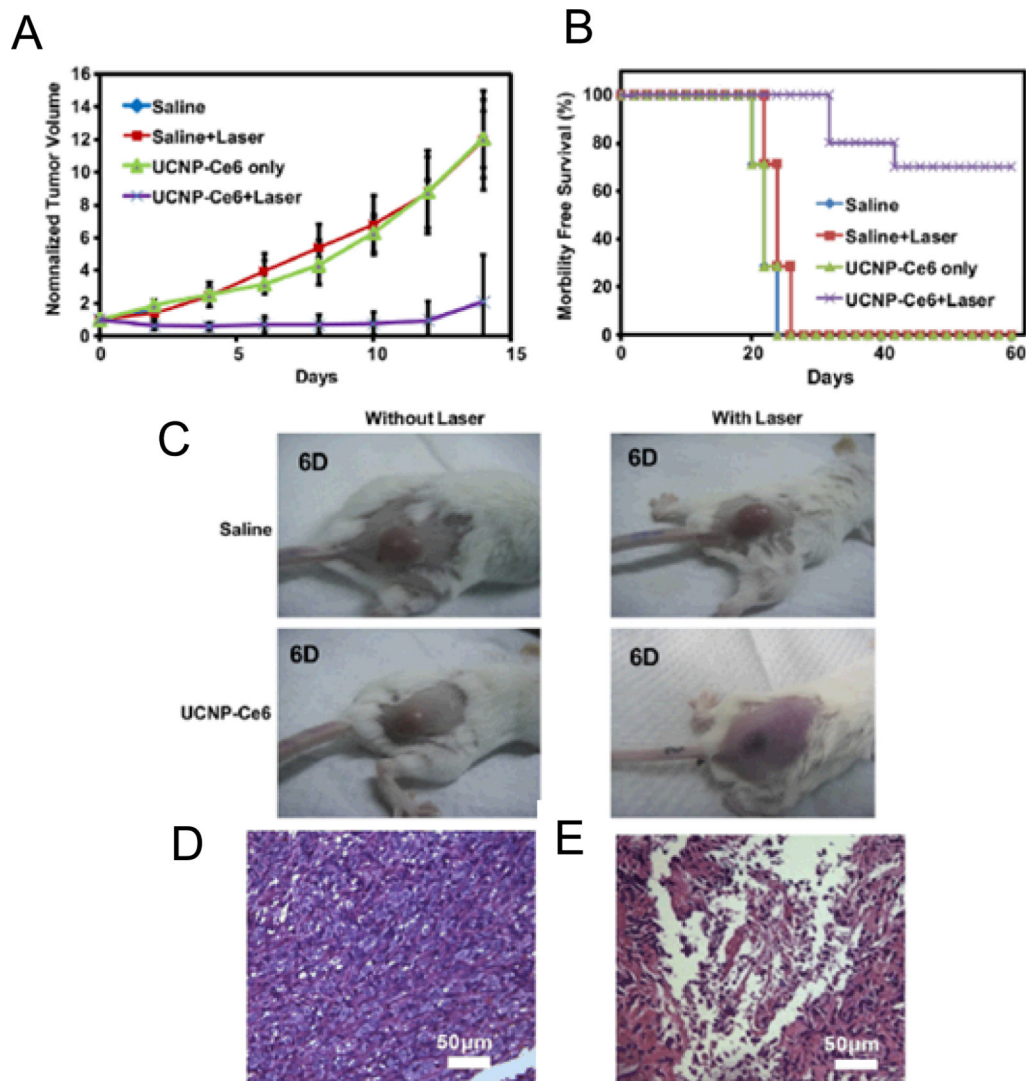 A
Nomnalized Tumor Volume
16
14
12
10
8
6
4
2
0
Saline
Saline+Laser
UCNP-Ce6 only
UCNP-Ce6+Laser
0
5
10
15
Days
B
Morbility Free Survival (%)
100
80
60
40
20
0
Saline
Saline+Laser
UCNP-Ce6 only
UCNP-Ce6+Laser
0
20
40
60
Days
C
Without Laser
With Laser
Saline
6D
6D
UCNP-Ce6
6D
6D
D
50μm
E
50μm